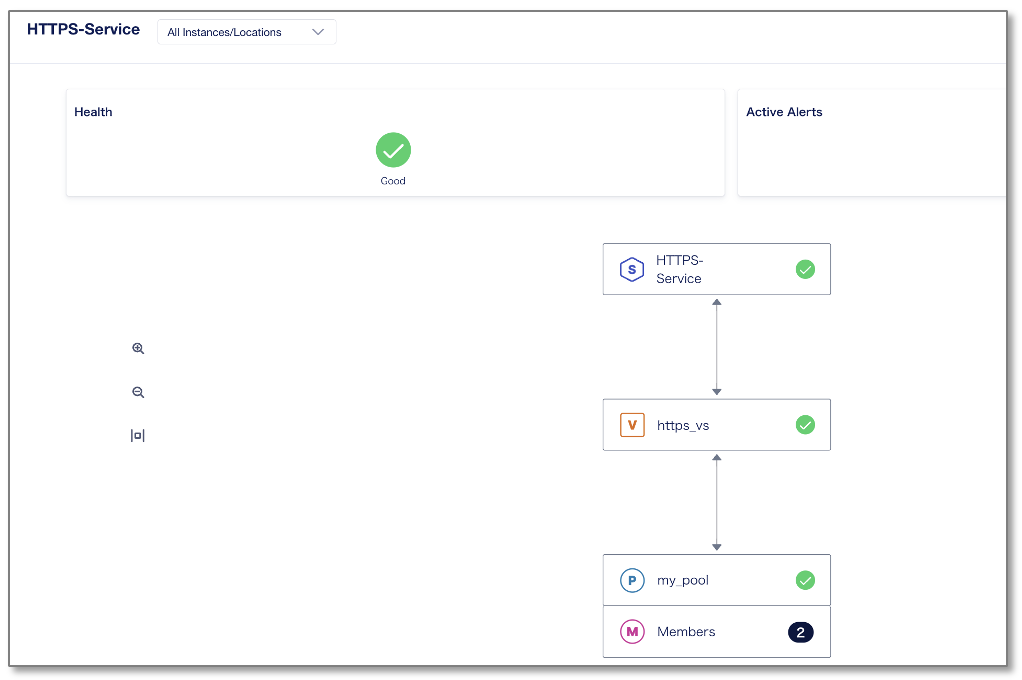 HTTPS-Service
All Instances/Locations
Health
Active Alerts
Good
S
HTTPS-
Service
V
https_vs
P
my_pool
M
Members
2